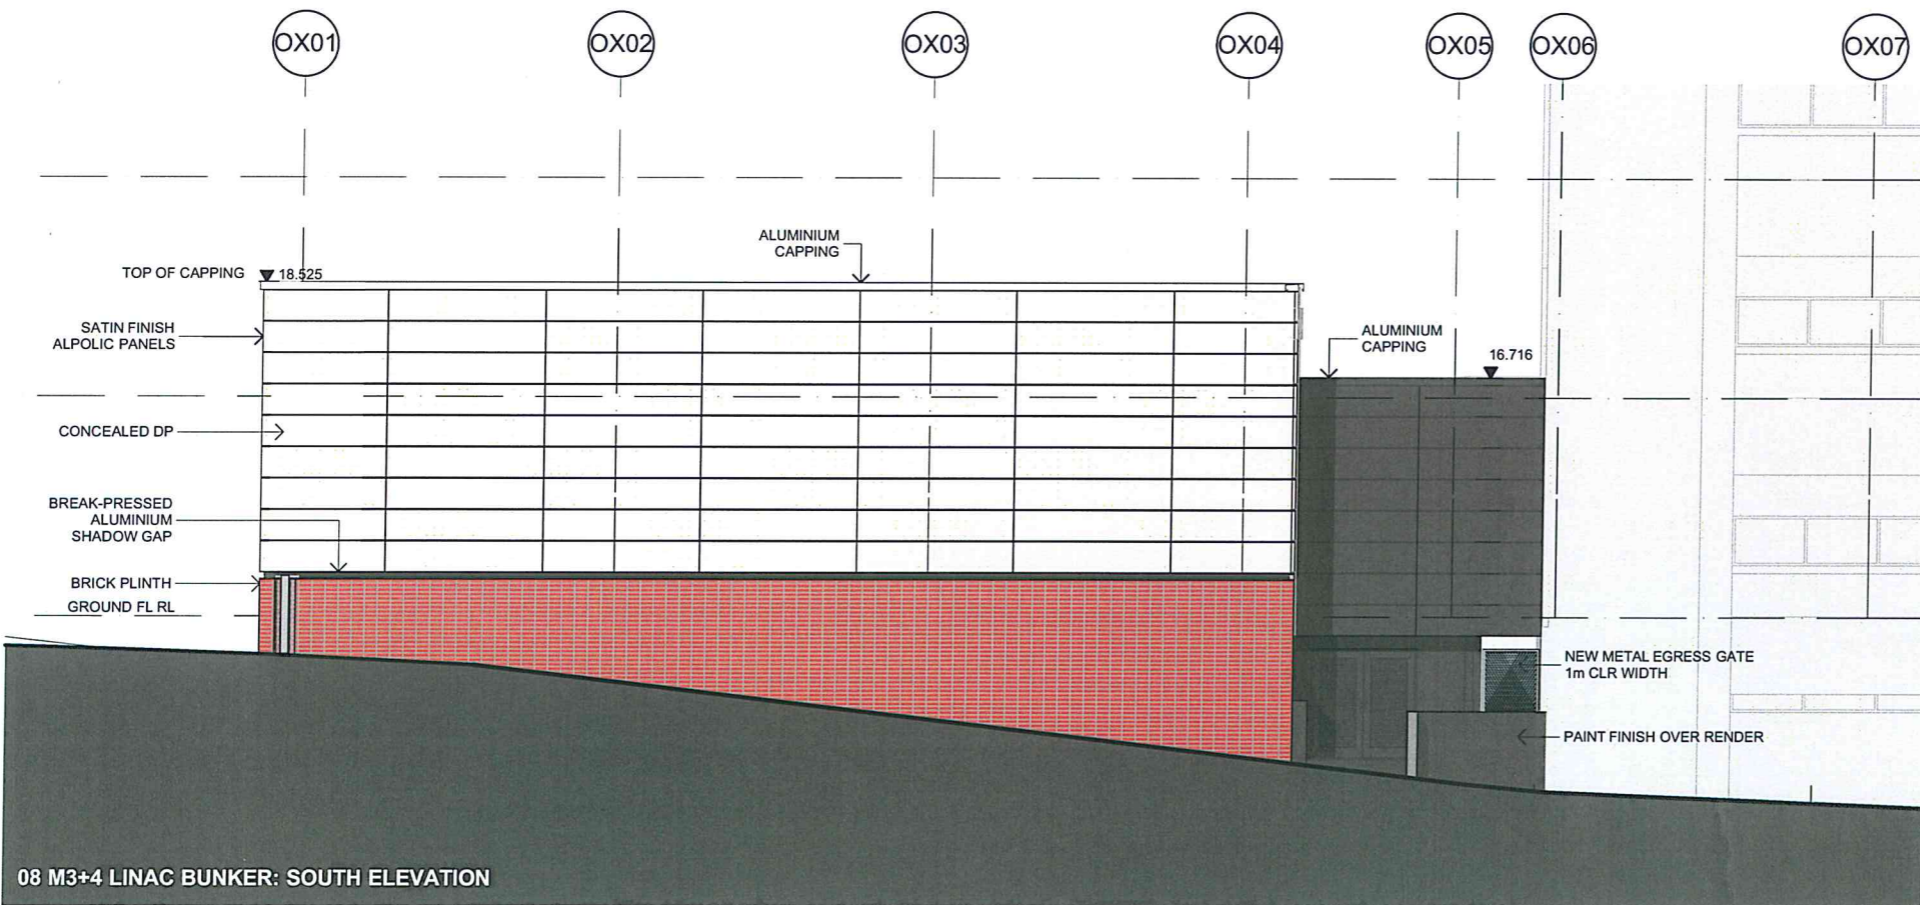 OX01
OX02
OX03
OX04
OX05
OX06
OX07
ALUMINIUM
CAPPING
TOP OF CAPPING
18.525
SATIN FINISH
ALPOLIC PANELS
ALUMINIUM
CAPPING
16.716
CONCEALED DP
BREAK-PRESSED
ALUMINIUM
SHADOW GAP
BRICK PLINTH
GROUND FL RL
NEW METAL EGRESS GATE
1m CLR WIDTH
PAINT FINISH OVER RENDER
08 M3+4 LINAC BUNKER: SOUTH ELEVATION